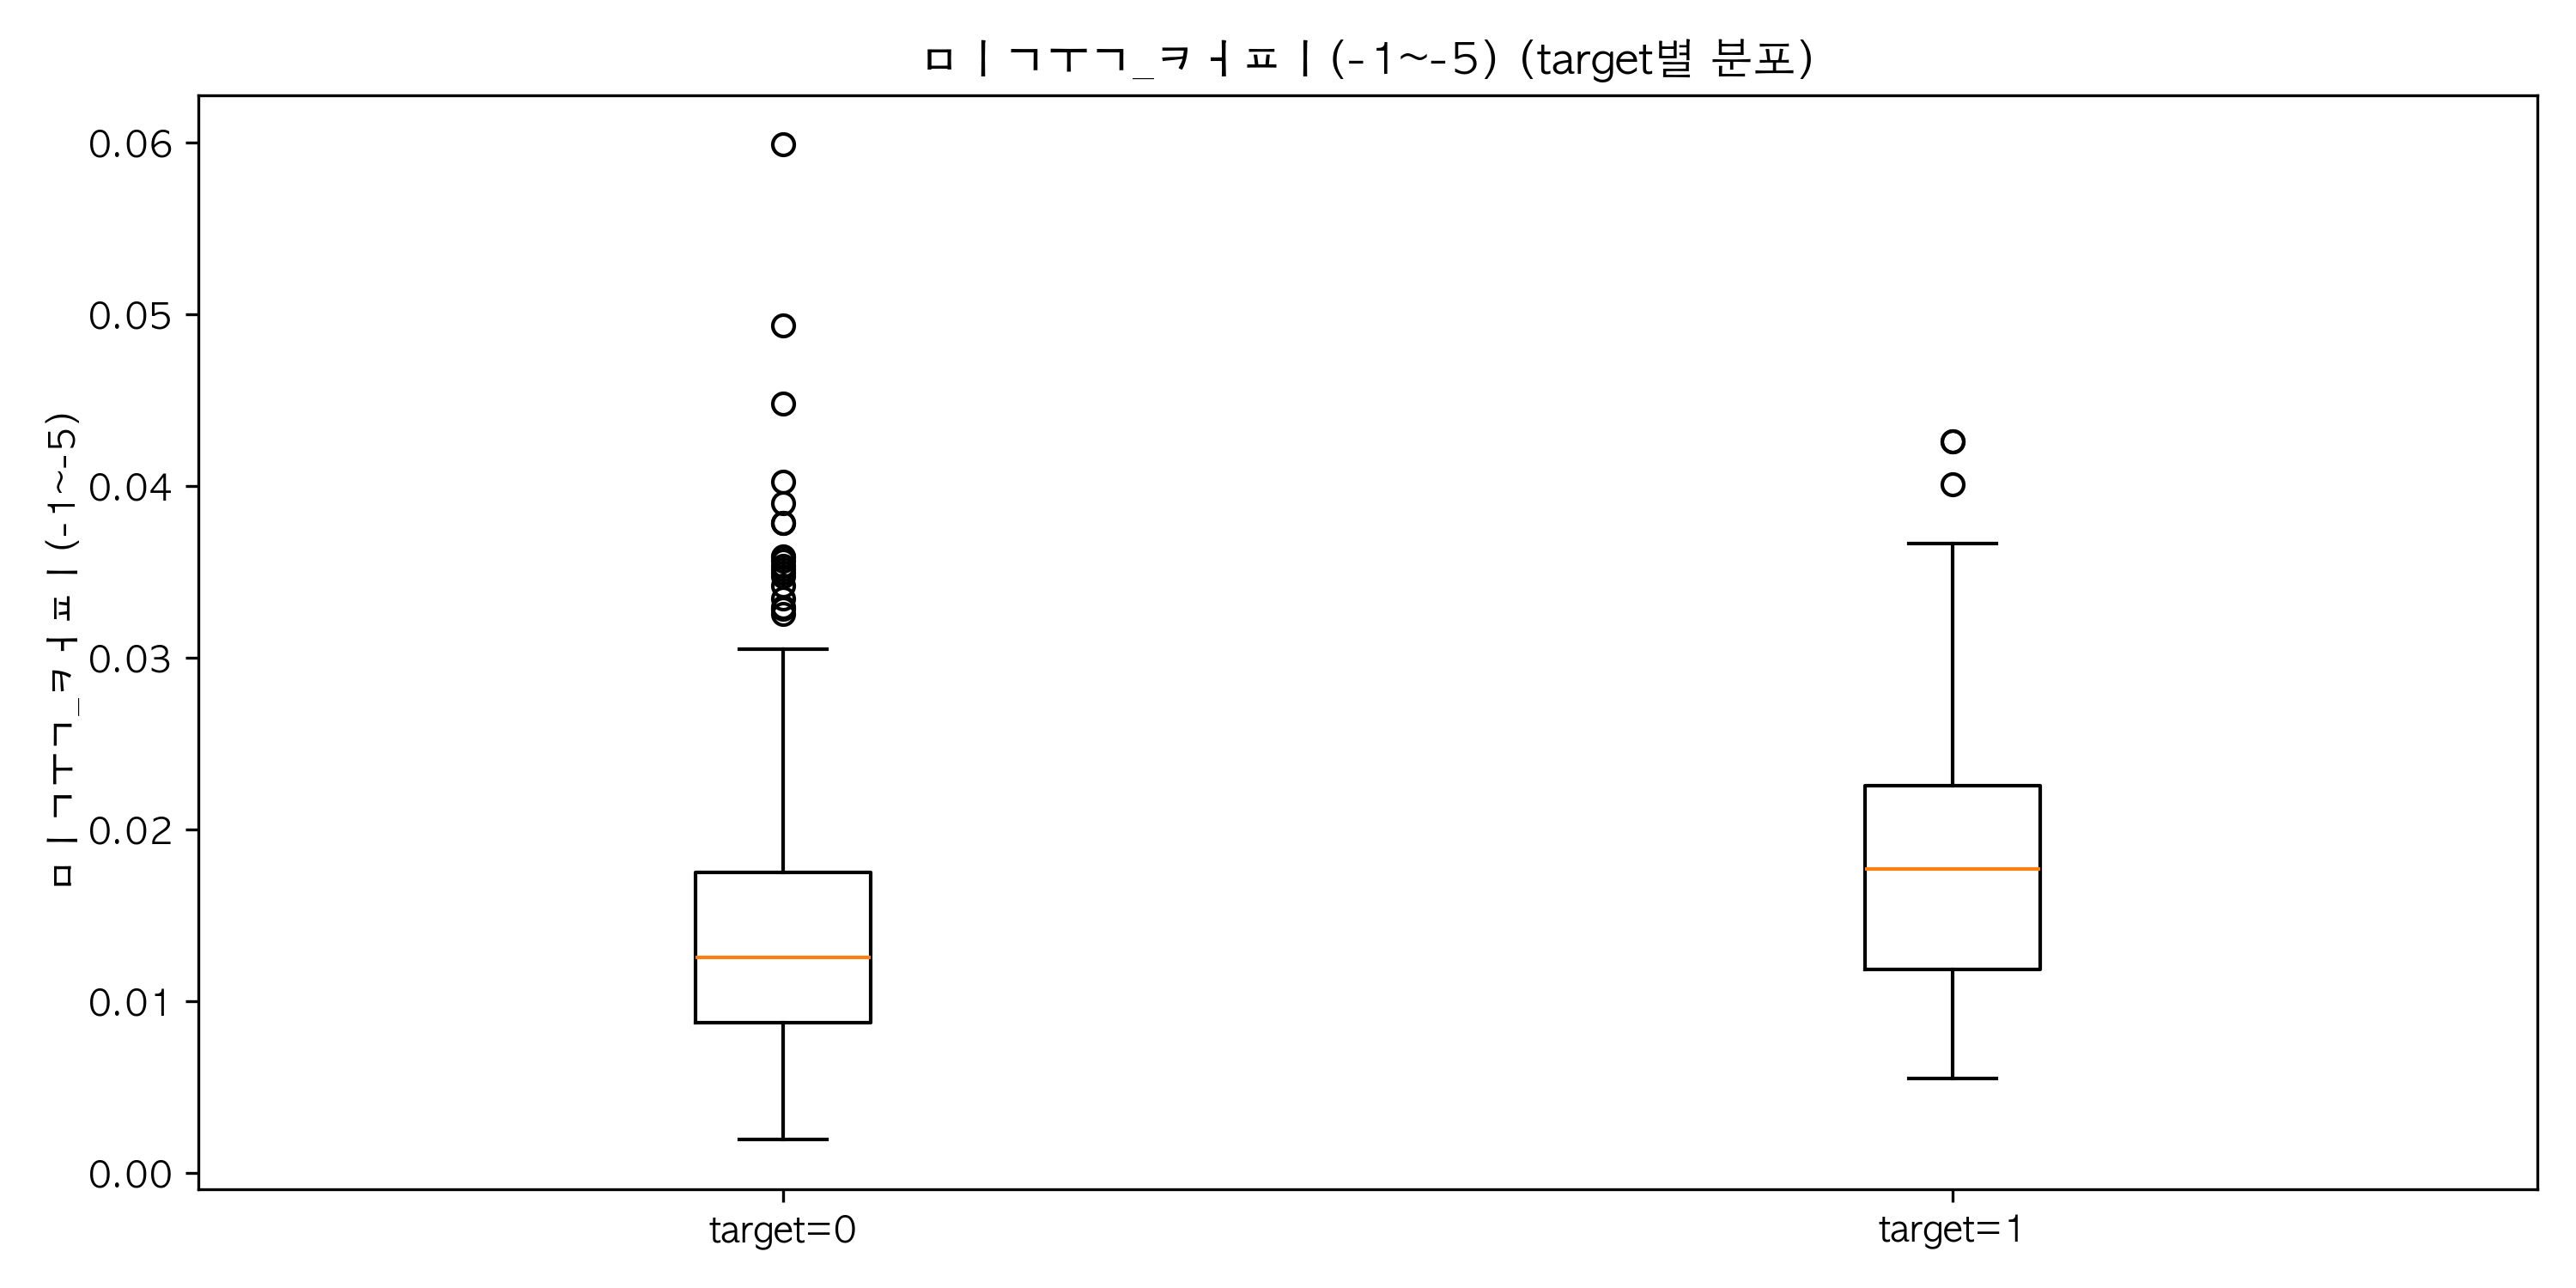 ㅁㅣㄱㅜㄱ_ㅋㅓㅍㅣ(-1~-5) (target별 분포)
ㅁㅣㄱㅜㄱ_ㅋㅓㅍㅣ(-1~-5)
0.06
0.05
0.04
0.03
0.02
0.01
0.00
target=0
target=1